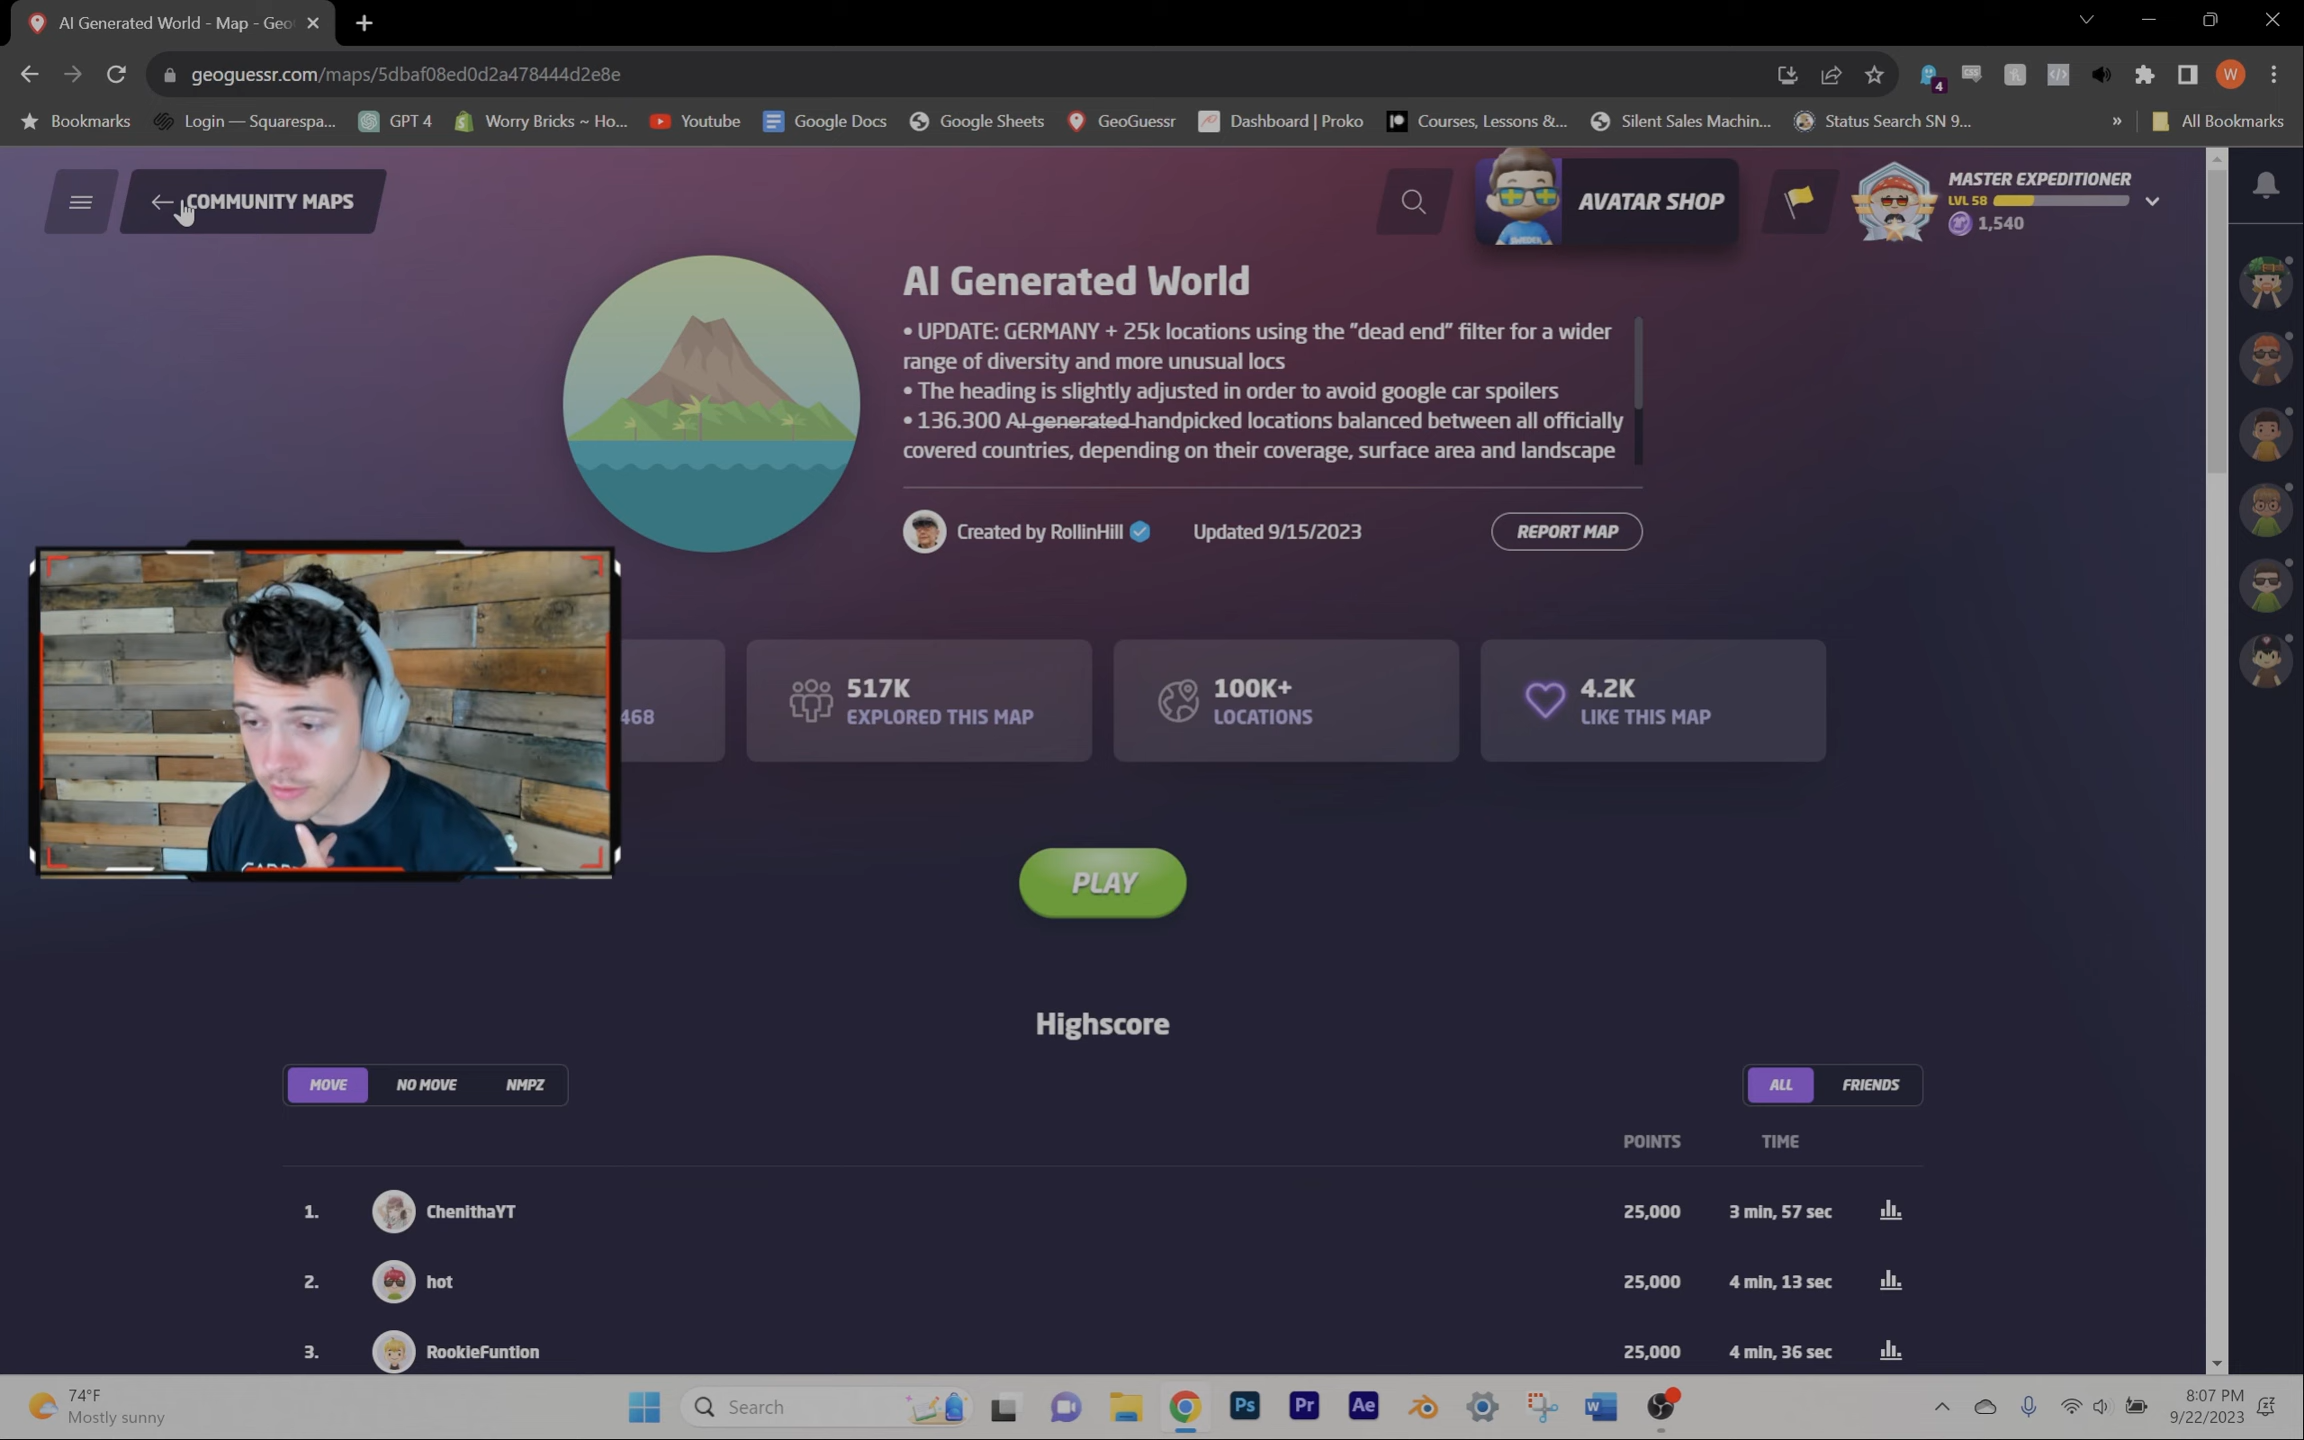 AI Generated World - Map - Geo
geoguessr.com/maps/5dbaf08ed0d2a478444d2e8e
4
W
Bookmarks
Login — Squarespa...
GPT 4
Worry Bricks ~ Ho...
Youtube
Google Docs
Google Sheets
GeoGuessr
Dashboard | Proko
Courses, Lessons &...
Silent Sales Machin...
Status Search SN 9...
»
All Bookmarks
COMMUNITY MAPS
AVATAR SHOP
MASTER EXPEDITIONER
LVL 58
1,540
AI Generated World
• UPDATE: GERMANY + 25k locations using the "dead end" filter for a wider
range of diversity and more unusual locs
• The heading is slightly adjusted in order to avoid google car spoilers
• 136.300 AI generated handpicked locations balanced between all officially
covered countries, depending on their coverage, surface area and landscape
Created by RollinHill
Updated 9/15/2023
REPORT MAP
468
517K
EXPLORED THIS MAP
100K+
LOCATIONS
4.2K
LIKE THIS MAP
PLAY
Highscore
MOVE
NO MOVE
NMPZ
ALL
FRIENDS
POINTS
TIME
1.
ChenithaYT
25,000
3 min, 57 sec
2.
hot
25,000
4 min, 13 sec
3.
RookieFuntion
25,000
4 min, 36 sec
74°F
Mostly sunny
Search
Ps
Pr
Ae
W
8:07 PM
9/22/2023